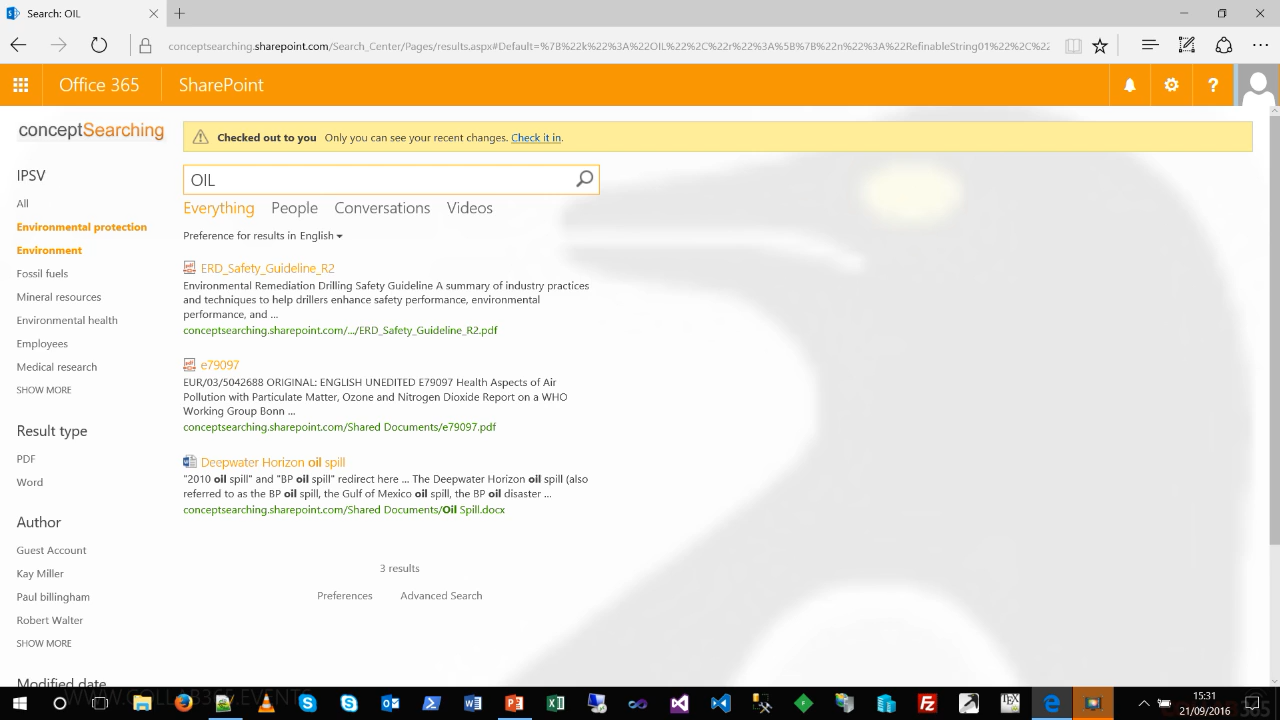 Search: OIL
conceptsearching.sharepoint.com/Search_Center/Pages/results.aspx#Default=%7B%22k%22%3A%22OIL%22%2C%22r%22%3A%5B%7B%22n%22%3A%22RefinableString01%22%2C%22
Office 365 SharePoint ?
conceptSearching
Checked out to you Only you can see your recent changes. Check it in.
IPSV
All
Environmental protection
Environment
Fossil fuels
Mineral resources
Environmental health
Employees
Medical research
SHOW MORE
Result type
PDF
Word
Author
Guest Account
Kay Miller
Paul billingham
Robert Walter
SHOW MORE
Modified date
OIL
Everything People Conversations Videos
Preference for results in English
ERD_Safety_Guideline_R2
Environmental Remediation Drilling Safety Guideline A summary of industry practices
and techniques to help drillers enhance safety performance, environmental
performance, and ...
conceptsearching.sharepoint.com/.../ERD_Safety_Guideline_R2.pdf
e79097
EUR/03/5042688 ORIGINAL: ENGLISH UNEDITED E79097 Health Aspects of Air
Pollution with Particulate Matter, Ozone and Nitrogen Dioxide Report on a WHO
Working Group Bonn ...
conceptsearching.sharepoint.com/Shared Documents/e79097.pdf
Deepwater Horizon oil spill
"2010 oil spill" and "BP oil spill" redirect here ... The Deepwater Horizon oil spill (also
referred to as the BP oil spill, the Gulf of Mexico oil spill, the BP oil disaster ...
conceptsearching.sharepoint.com/Shared Documents/Oil Spill.docx
3 results
Preferences Advanced Search
WWW.COLLAB365.EVENTS
15:31
21/09/2016